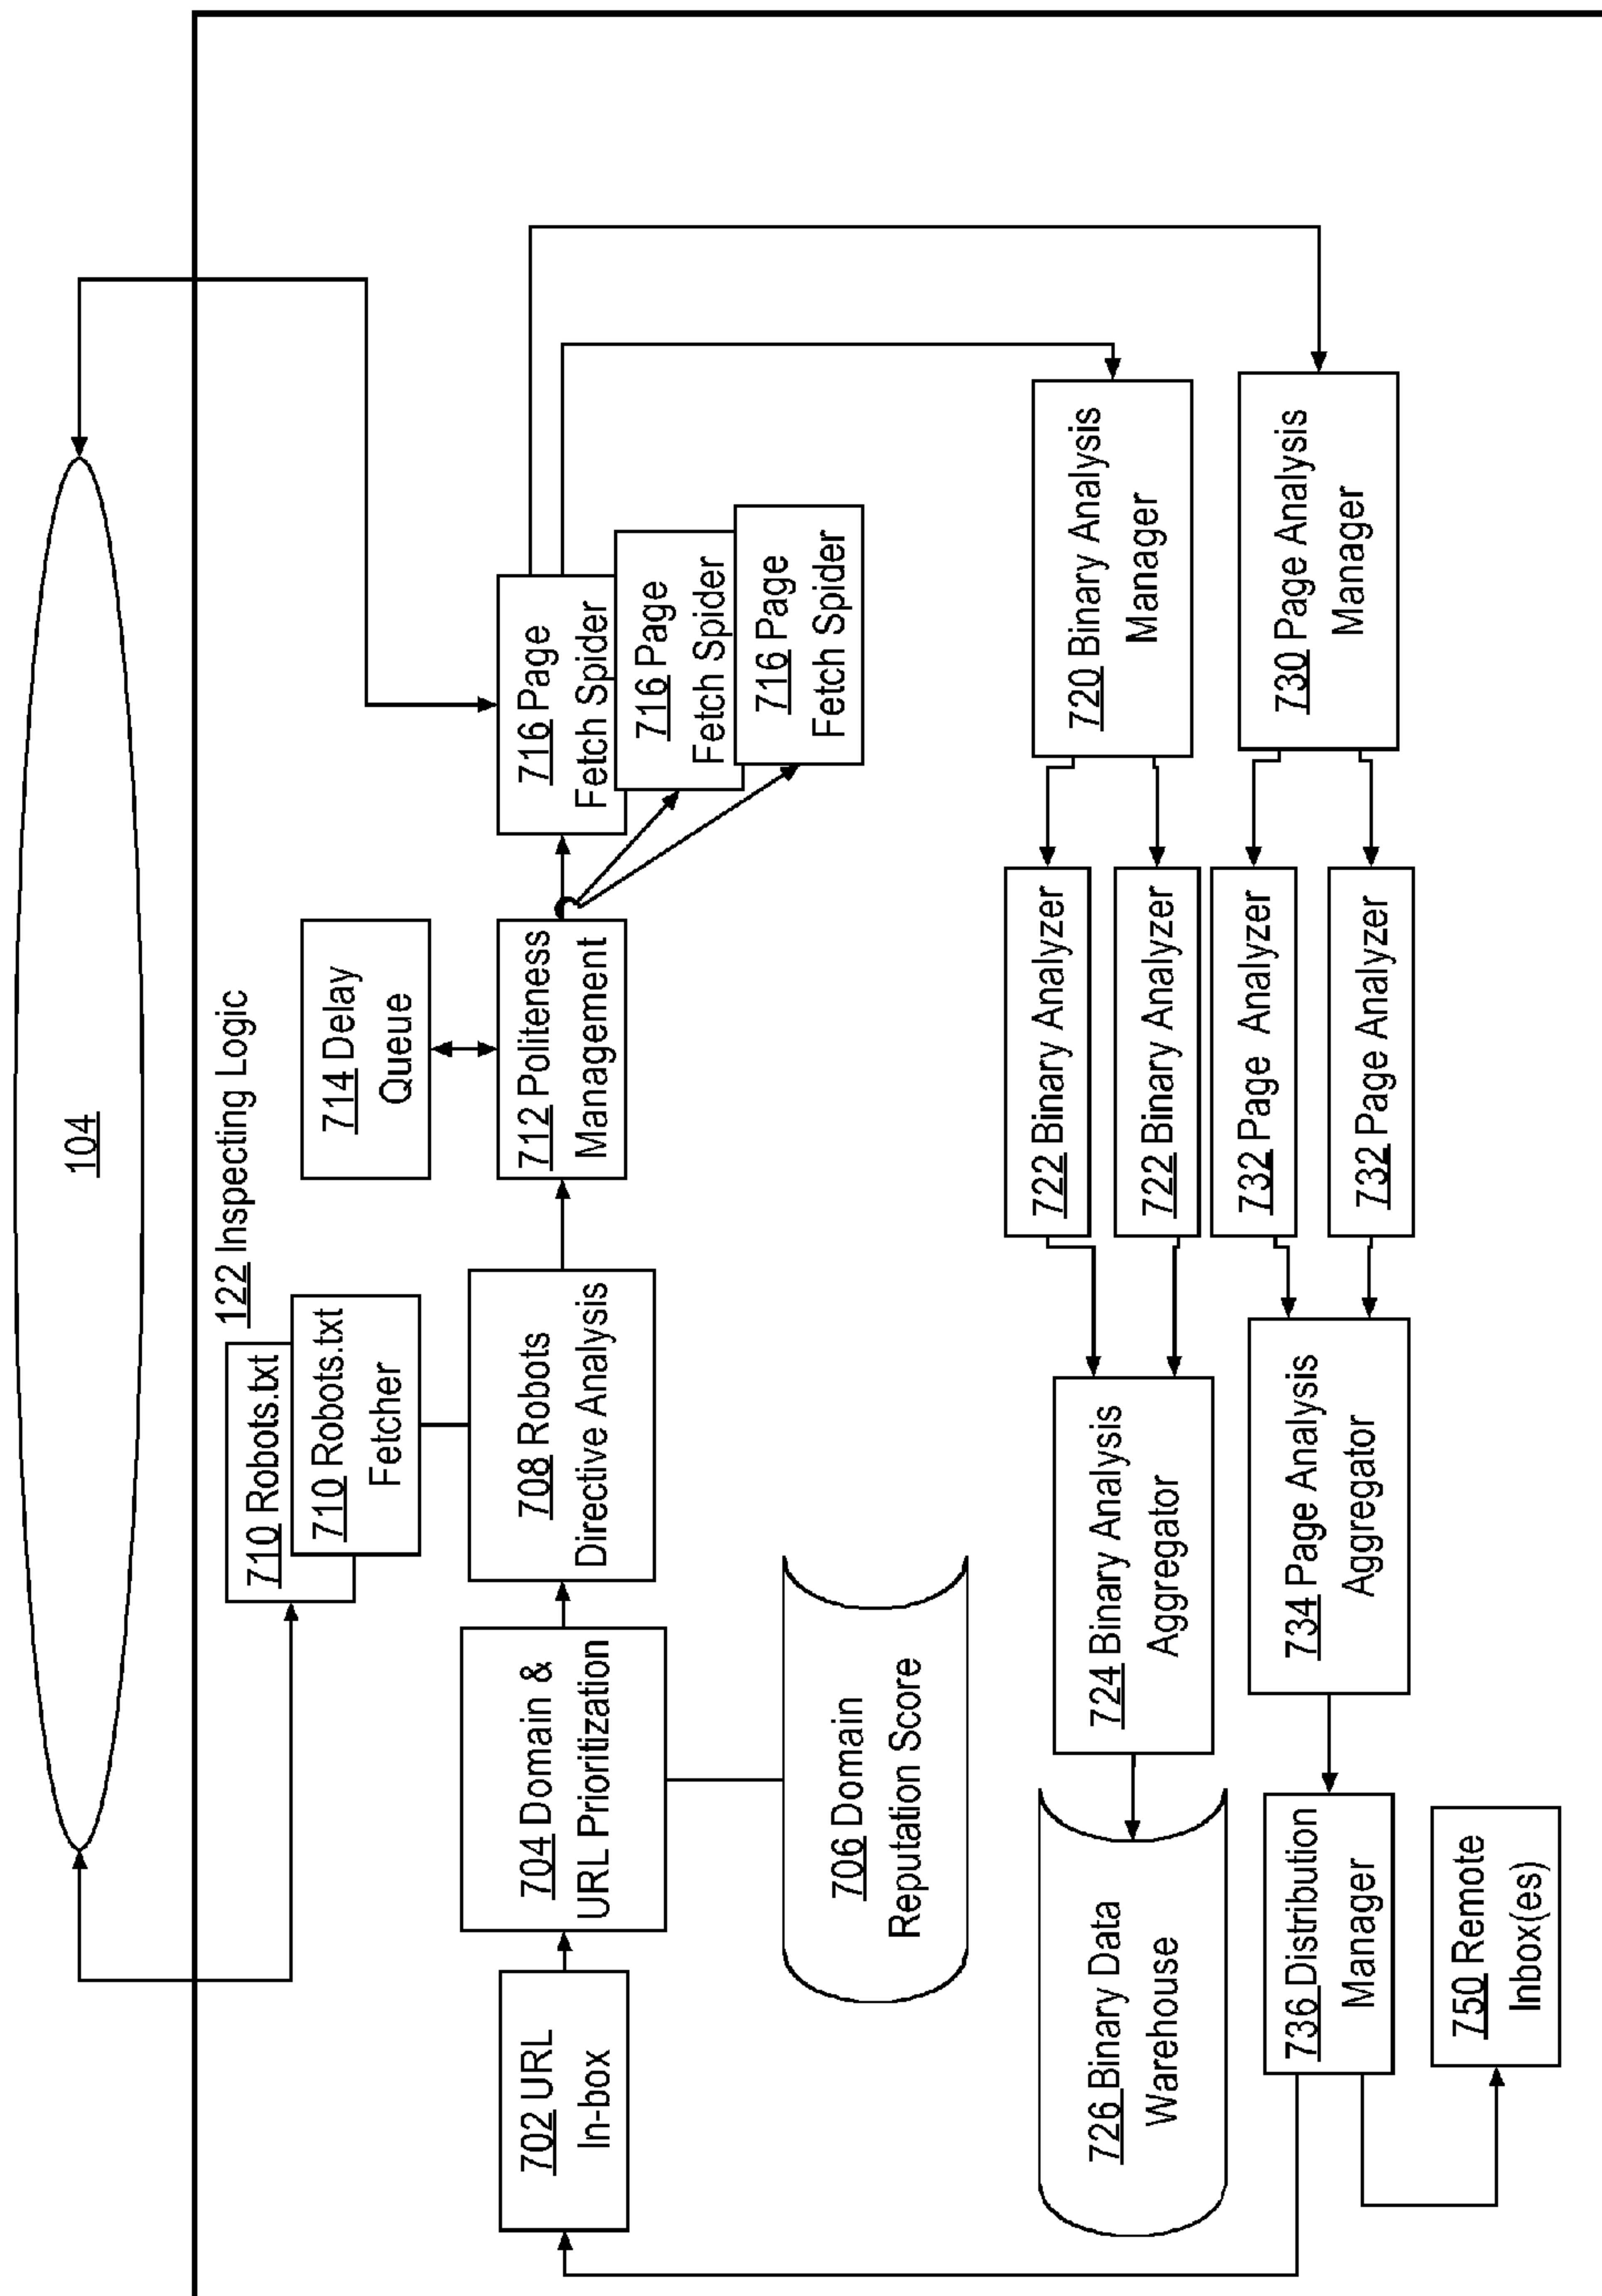 104
122 Inspecting Logic
710 Robots.txt
710 Robots.txt
Fetcher
714 Delay
Queue
702 URL
In-box
704 Domain &
URL Prioritization
708 Robots
Directive Analysis
712 Politeness
Management
716 Page
Fetch Spider
716 Page
Fetch Spider
716 Page
Fetch Spider
706 Domain
Reputation Score
726 Binary Data
Warehouse
724 Binary Analysis
Aggregator
722 Binary Analyzer
722 Binary Analyzer
720 Binary Analysis
Manager
736 Distribution
Manager
734 Page Analysis
Aggregator
732 Page Analyzer
732 Page Analyzer
730 Page Analysis
Manager
750 Remote
Inbox(es)